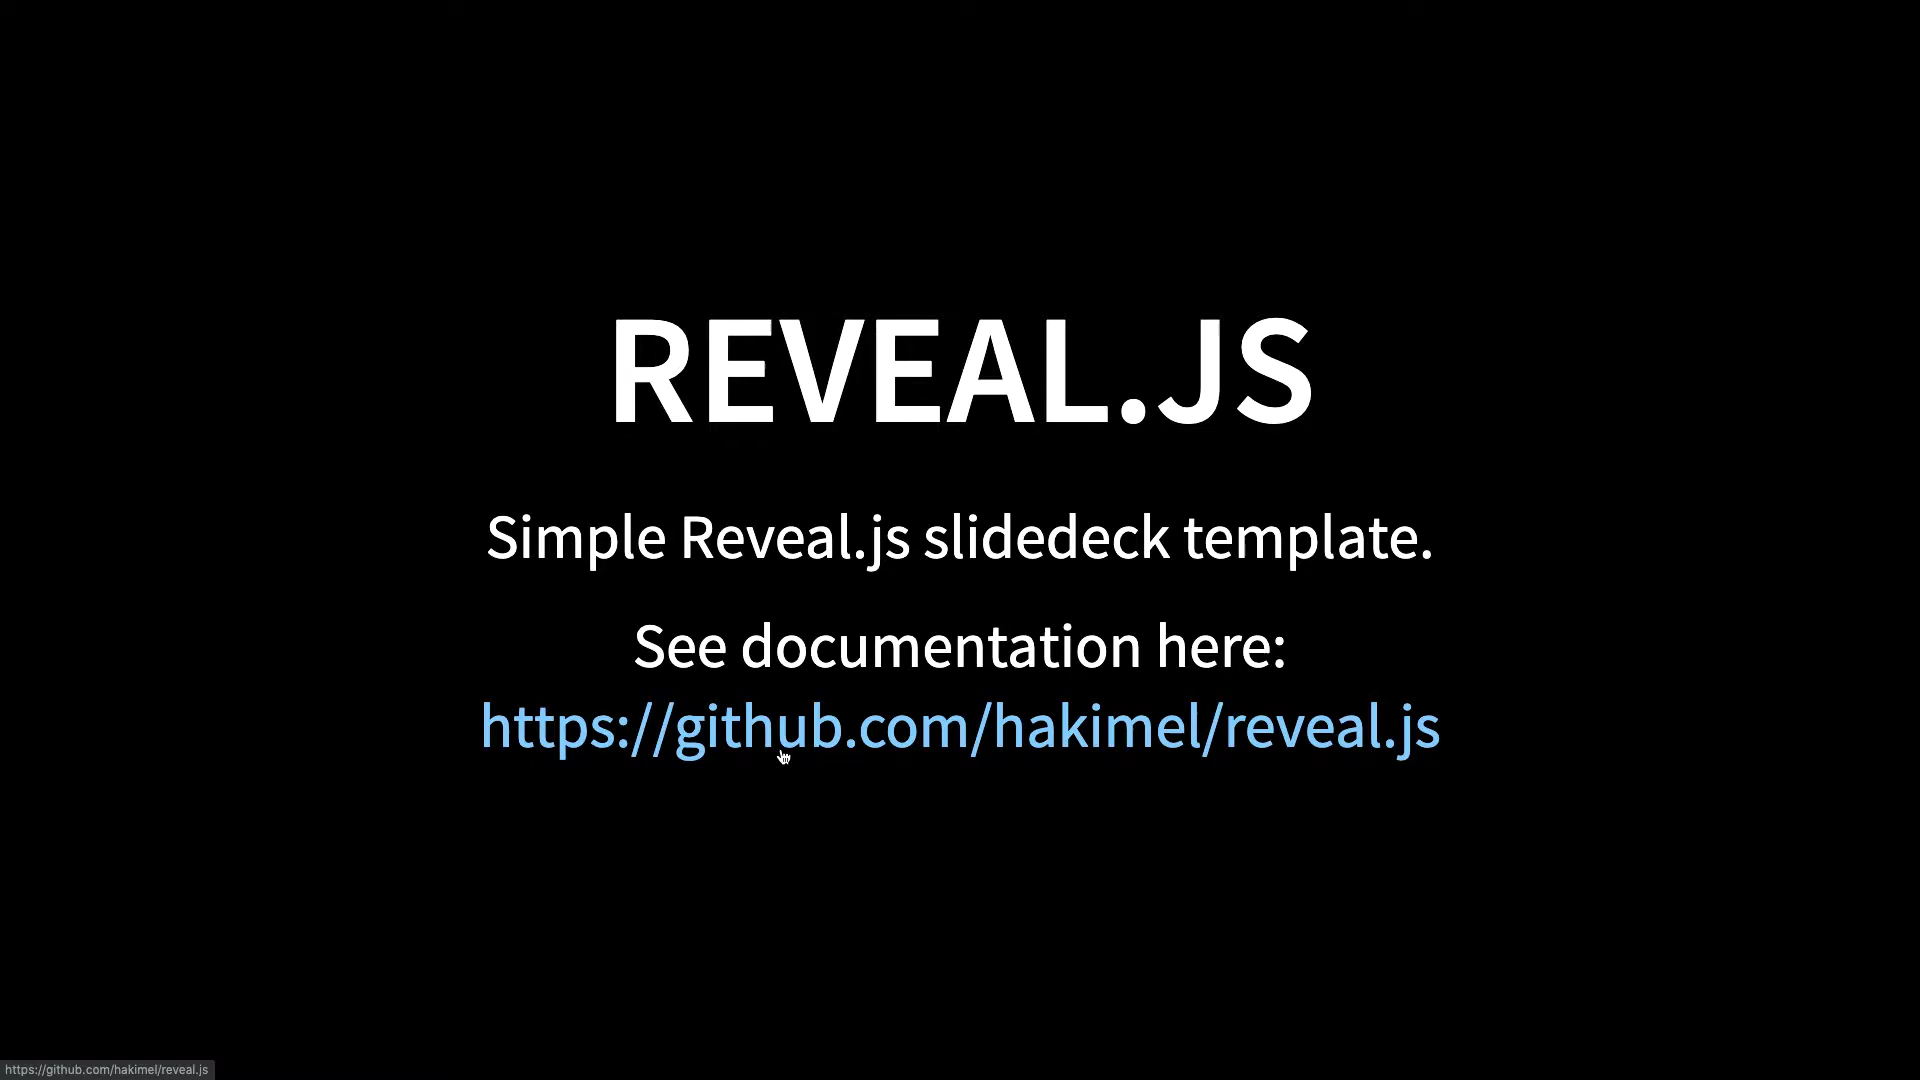 REVEAL.JS
Simple Reveal.js slidedeck template.
See documentation here:
https://github.com/hakimel/reveal.js
https://github.com/hakimel/reveal.js